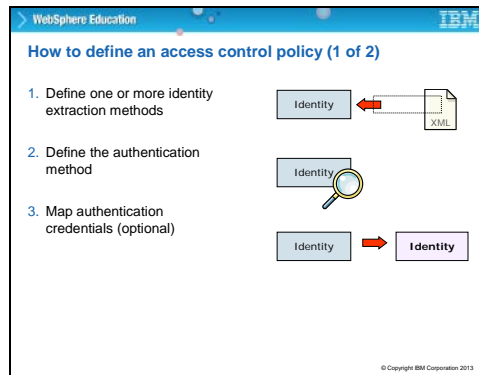 WebSphere Education
IBM
How to define an access control policy (1 of 2)
1. Define one or more identity
extraction methods
Identity
XML
2. Define the authentication
method
Identity
3. Map authentication
credentials (optional)
Identity
Identity
© Copyright IBM Corporation 2013